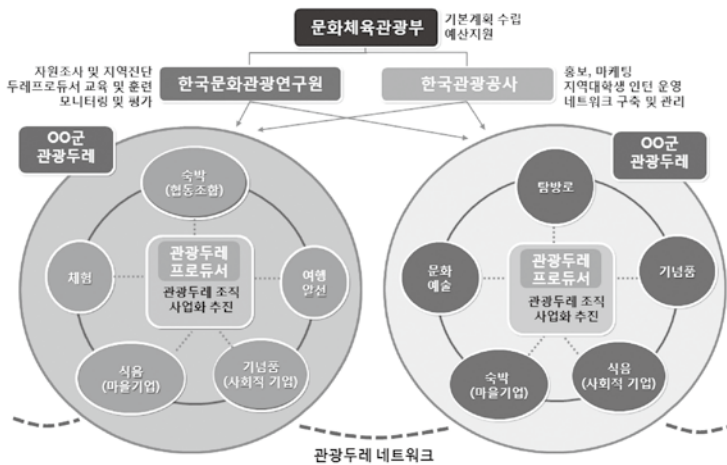 문화체육관광부
기본계획 수립
예산지원
자원조사 및 지역진단
두레프로듀서 교육 및 훈련
모니터링 및 평가
한국문화관광연구원
한국관광공사
홍보, 마케팅
지역대학생 인턴 운영
네트워크 구축 및 관리
OO군
관광두레
숙박
(협동조합)
체험
관광두레
프로듀서
관광두레 조직
사업화 추진
여행
알선
식음
(마을기업)
기념품
(사회적 기업)
OO군
관광두레
탐방로
문화
예술
관광두레
프로듀서
관광두레 조직
사업화 추진
기념품
숙박
(마을기업)
식음
(사회적 기업)
관광두레 네트워크